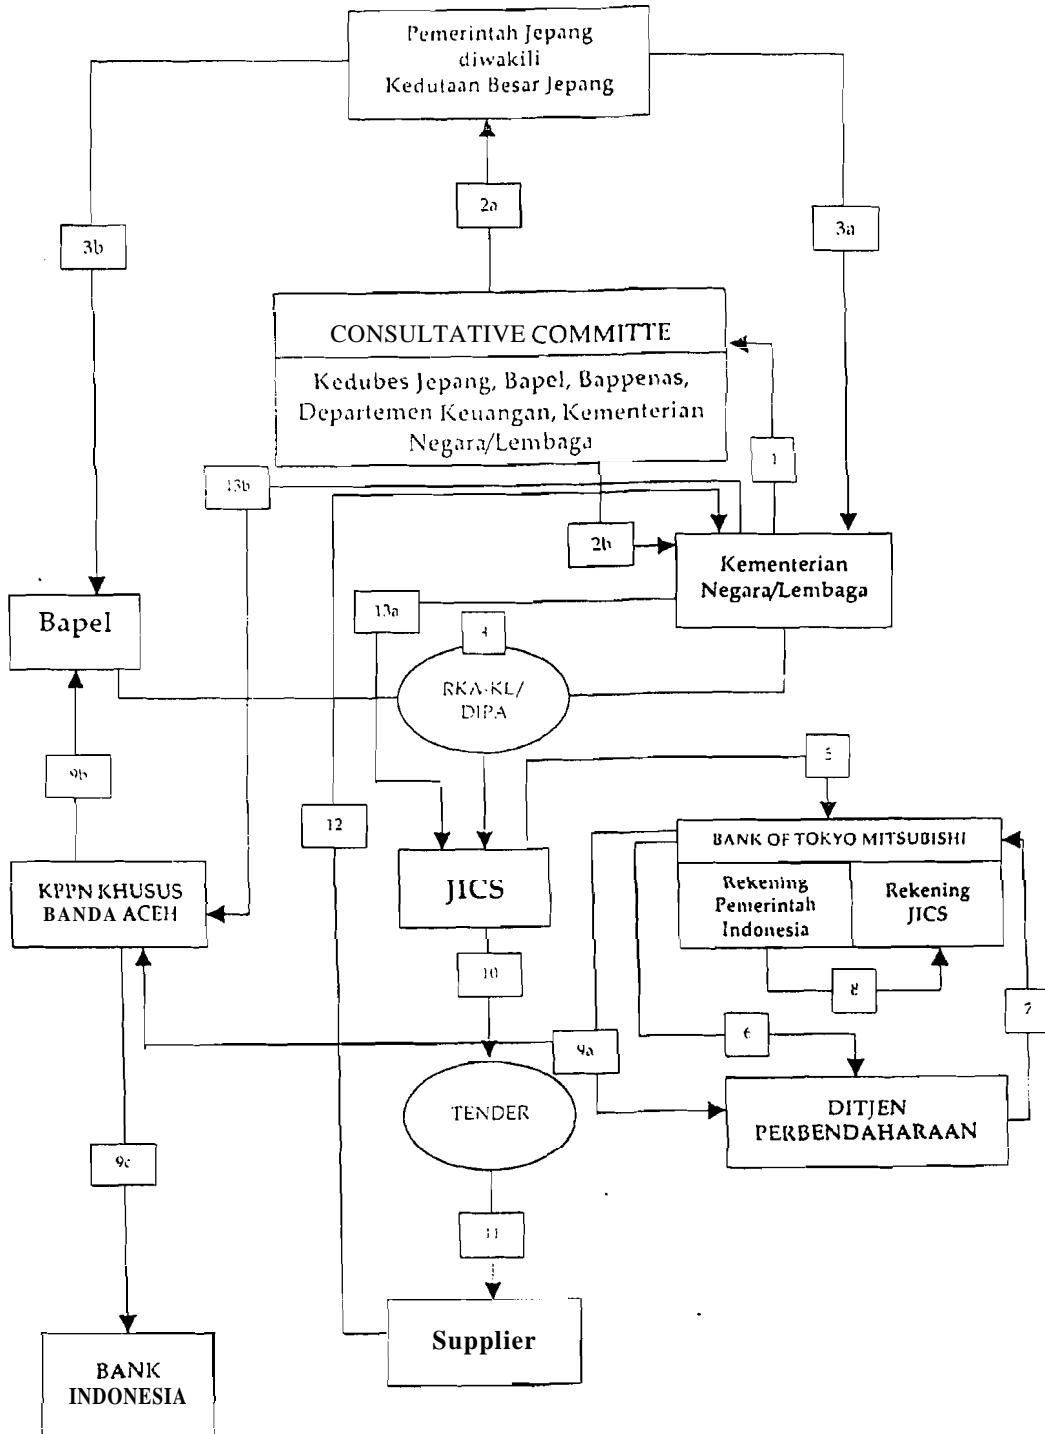 Pemerintah Jepang
diwakili
Kedutaan Besar Jepang
2a
3b
3a
CONSULTATIVE COMMITTE
Kedubes Jepang, Bapel, Bappenas,
Departemen Keuangan, Kementerian
Negara/Lembaga
1
13b
2b
Kementerian
Negara/Lembaga
Bapel
13a
4
RKA-KL/
DIPA
9b
5
12
BANK OF TOKYO MITSUBISHI
Rekening
Pemerintah
Indonesia
Rekening
JICS
KPPN KHUSUS
BANDA ACEH
JICS
10
8
7
6
9a
TENDER
DITJEN
PERBENDAHARAAN
9c
11
Supplier
BANK
INDONESIA